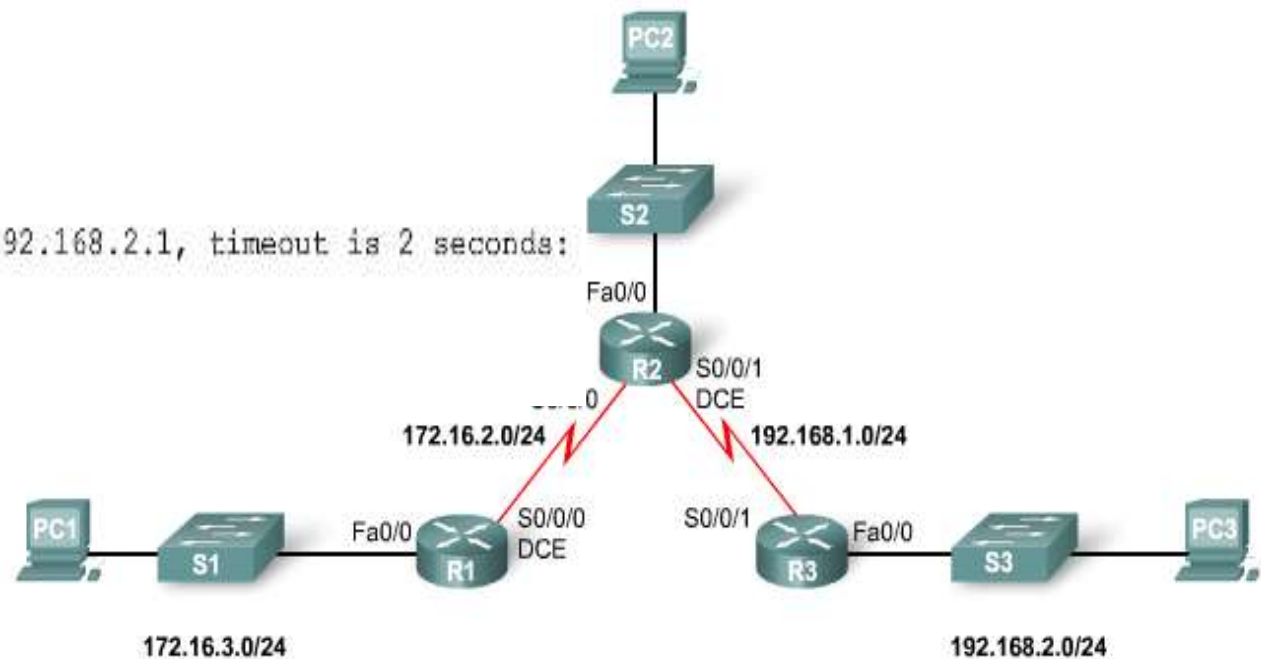 PC2
S2
92.168.2.1, timeout is 2 seconds:
Fa0/0
R2
S0/0/1
DCE
172.16.2.0/24
192.168.1.0/24
PC1
S1
Fa0/0
R1
S0/0/0
DCE
S0/0/1
R3
Fa0/0
S3
PC3
172.16.3.0/24
192.168.2.0/24